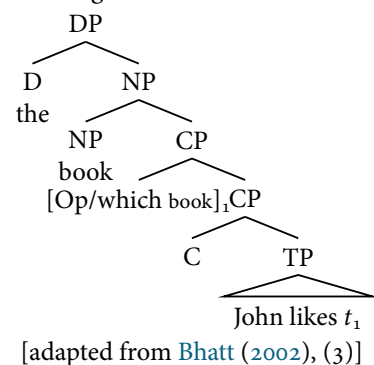 DP
D NP
the
NP CP
book
[Op/which book]₁CP
C TP
John likes t₁
[adapted from Bhatt (2002), (3)]